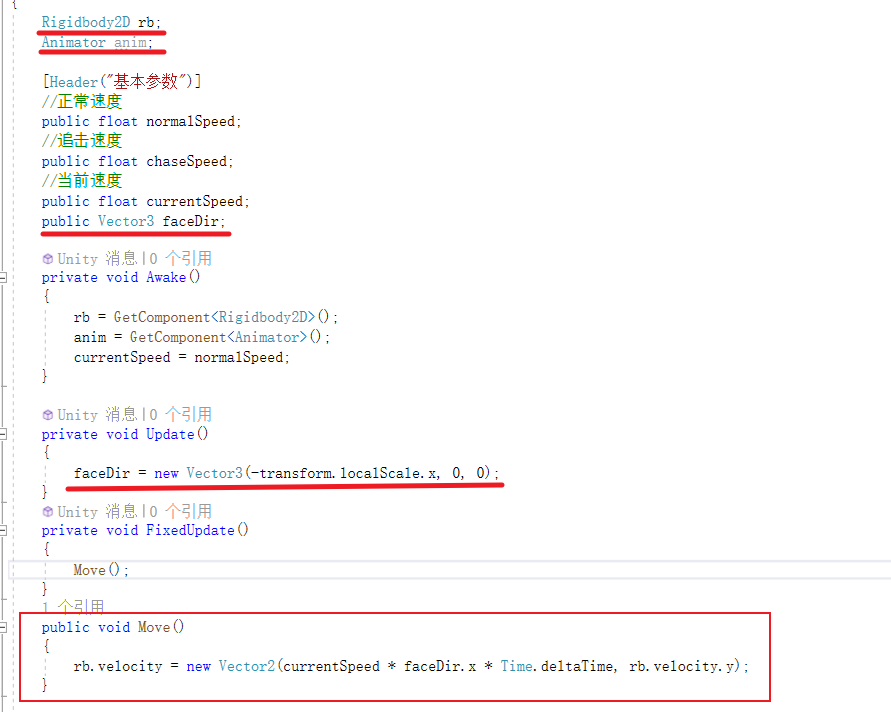 {
Rigidbody2D rb;
Animator anim;
[Header("基本参数")]
//正常速度
public float normalSpeed;
//追击速度
public float chaseSpeed;
//当前速度
public float currentSpeed;
public Vector3 faceDir;
Unity 消息|0 个引用
private void Awake()
{
rb = GetComponent<Rigidbody2D>();
anim = GetComponent<Animator>();
currentSpeed = normalSpeed;
}
Unity 消息|0 个引用
private void Update()
{
faceDir = new Vector3(-transform.localScale.x, 0, 0);
}
Unity 消息|0 个引用
private void FixedUpdate()
{
Move();
}
1 个引用
public void Move()
{
rb.velocity = new Vector2(currentSpeed * faceDir.x * Time.deltaTime, rb.velocity.y);
}